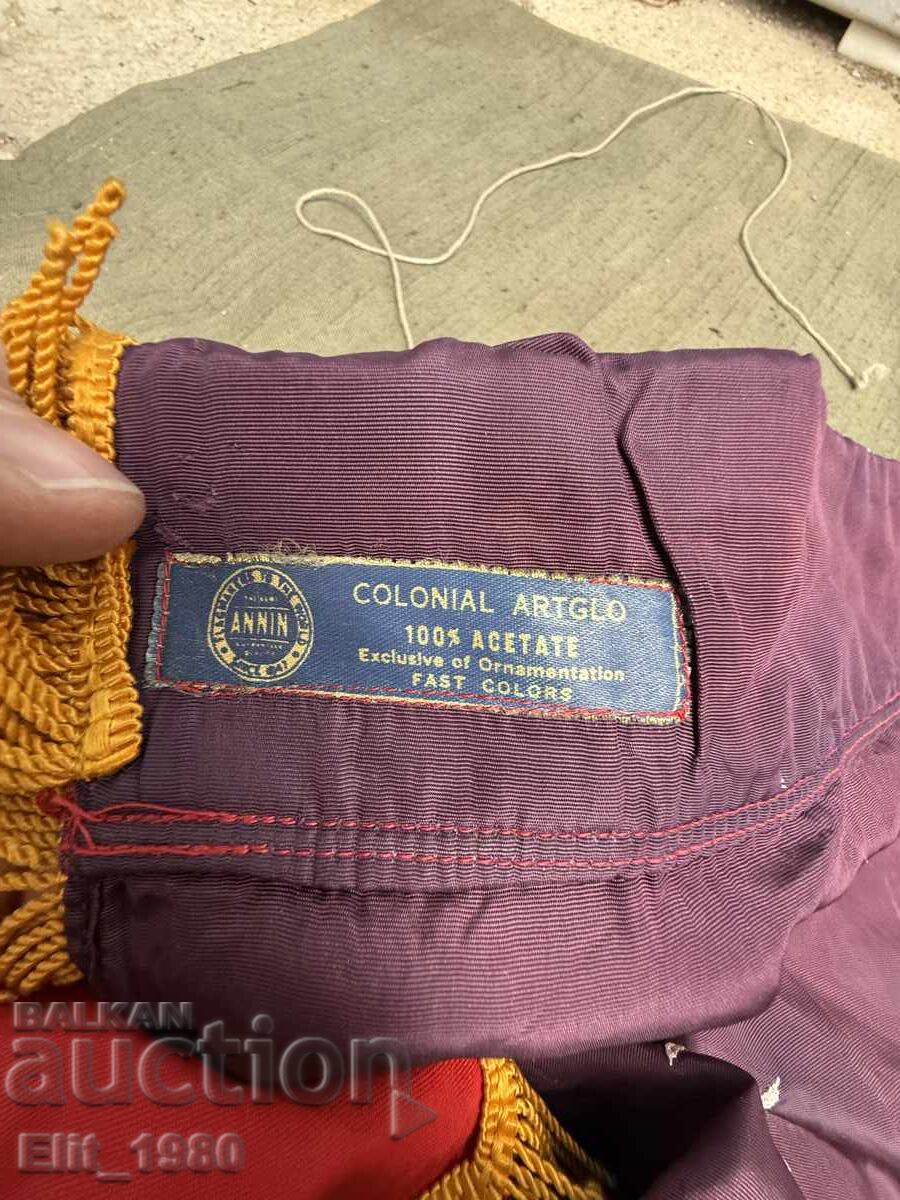 ANNIN
COLONIAL ARTGLO
100% ACETATE
Exclusive of Ornamentation
FAST COLORS
BALKAN
auction
Elit_1980